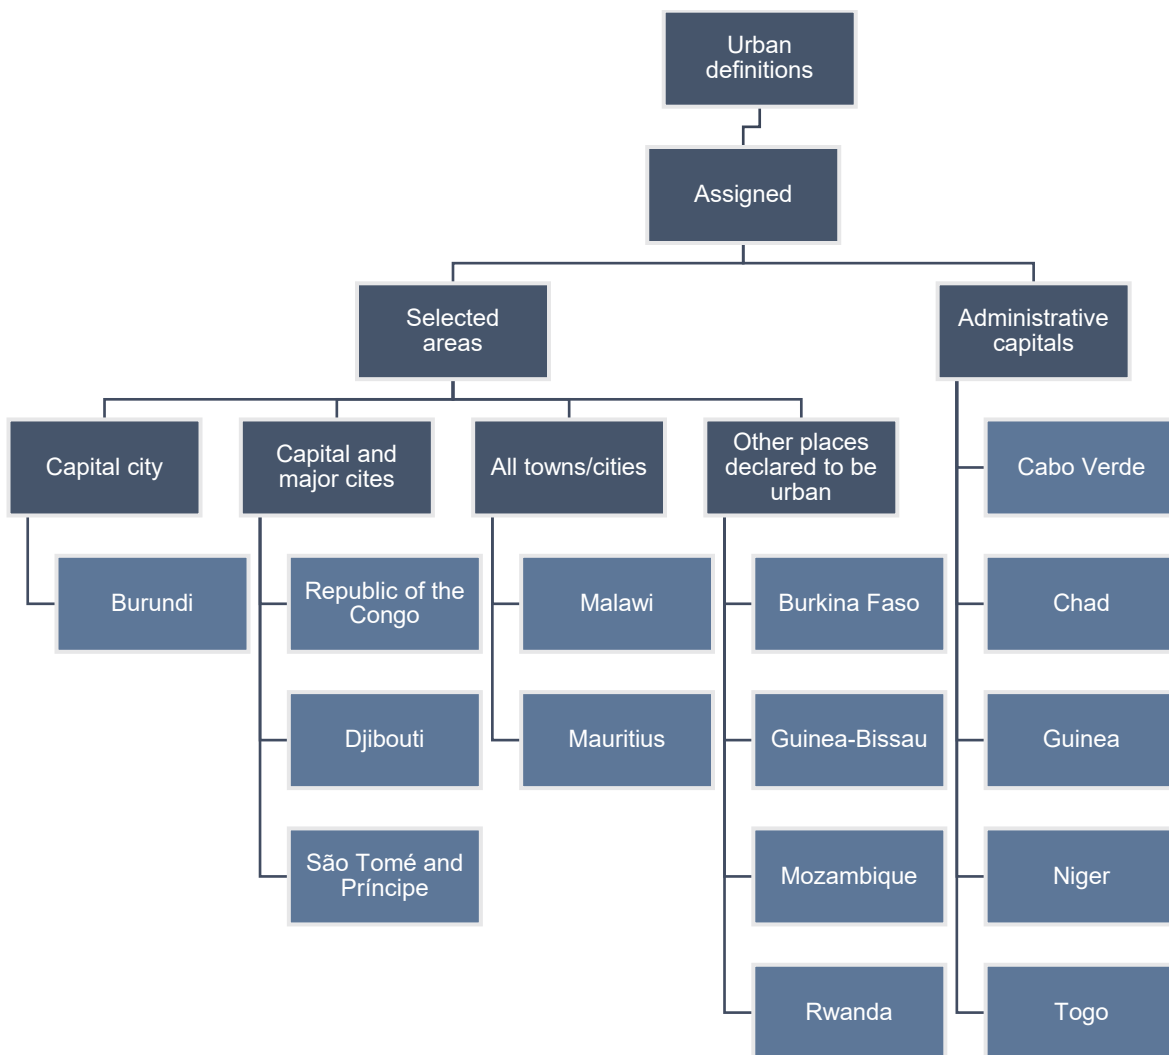 Urban
definitions
Assigned
Selected
areas
Administrative
capitals
Capital city
Capital and
major cites
All towns/cities
Other places
declared to be
urban
Cabo Verde
Burundi
Republic of the
Congo
Malawi
Burkina Faso
Chad
Djibouti
Mauritius
Guinea-Bissau
Guinea
São Tomé and
Príncipe
Mozambique
Niger
Rwanda
Togo